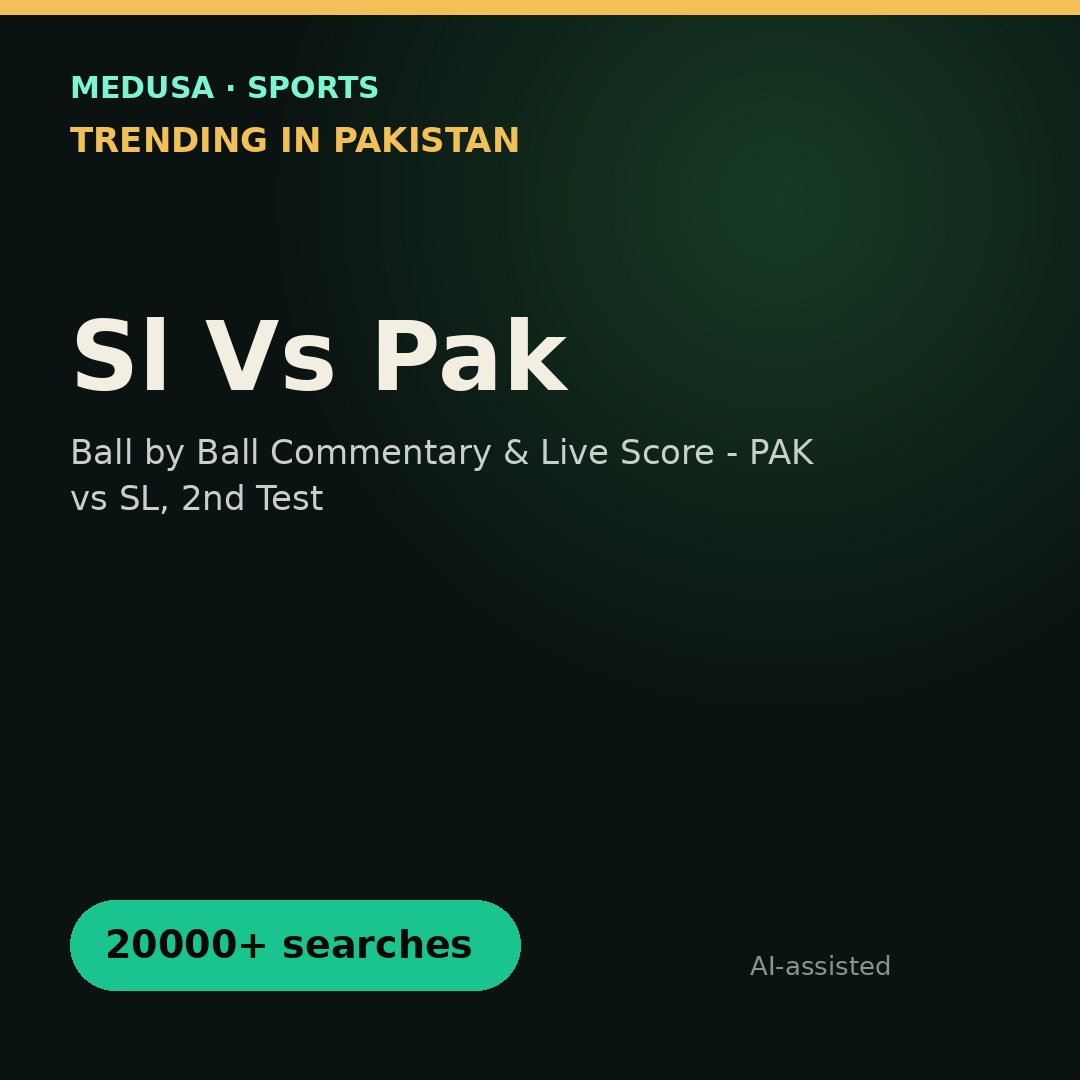 MEDUSA · SPORTS
TRENDING IN PAKISTAN
Sl Vs Pak
Ball by Ball Commentary & Live Score - PAK
vs SL, 2nd Test
20000+ searches
AI-assisted